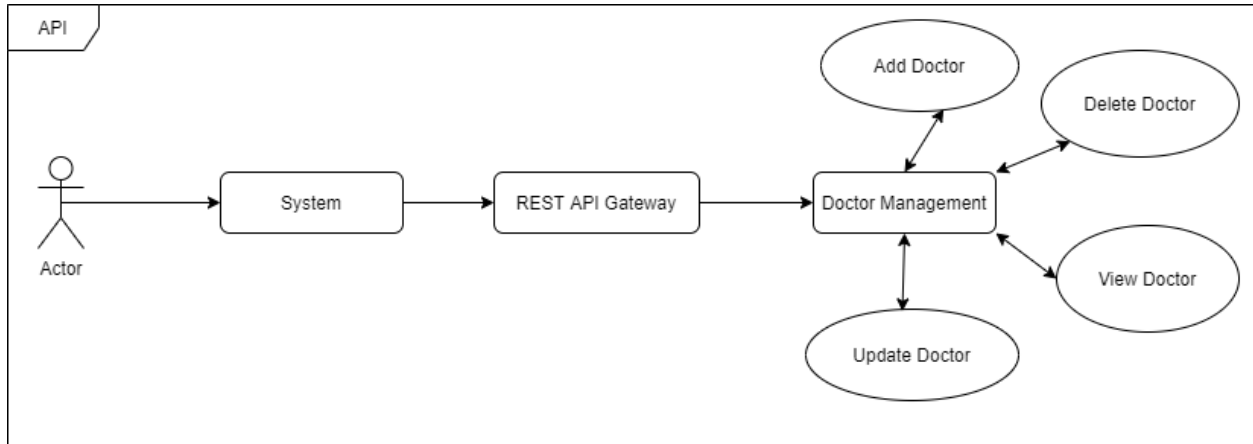 API
Add Doctor
Delete Doctor
System
REST API Gateway
Doctor Management
Actor
View Doctor
Update Doctor